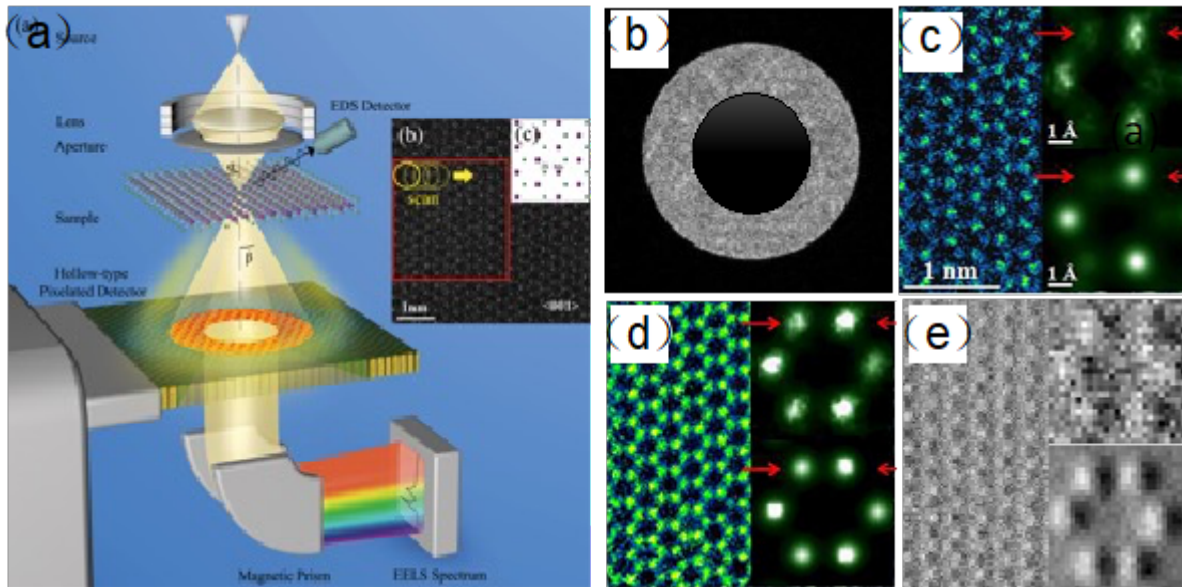 (a)
Source
Lens
Aperture
EDS Detector
Sample
β
Hollow-type
Pixelated Detector
Magnetic Prism
EELS Spectrum
(b)
scan
1nm
<001>
(c)
(b)
(c)
1 nm
1 Å
(a)
1 Å
(d)
(e)